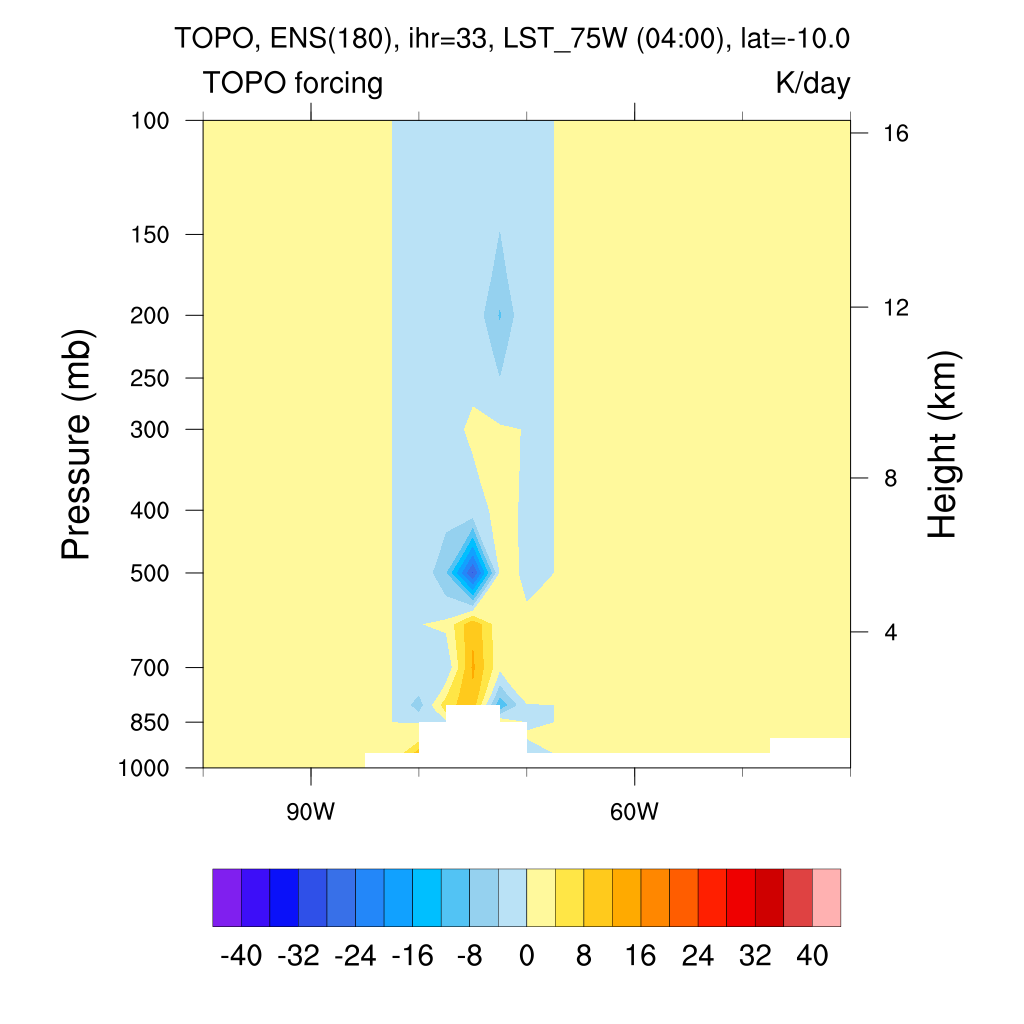 TOPO, ENS(180), ihr=33, LST_75W (04:00), lat=-10.0
TOPO forcing K/day
100
150
200
250
300
400
500
700
850
1000
Pressure (mb)
16
12
8
4
Height (km)
90W 60W
-40 -32 -24 -16 -8 0 8 16 24 32 40